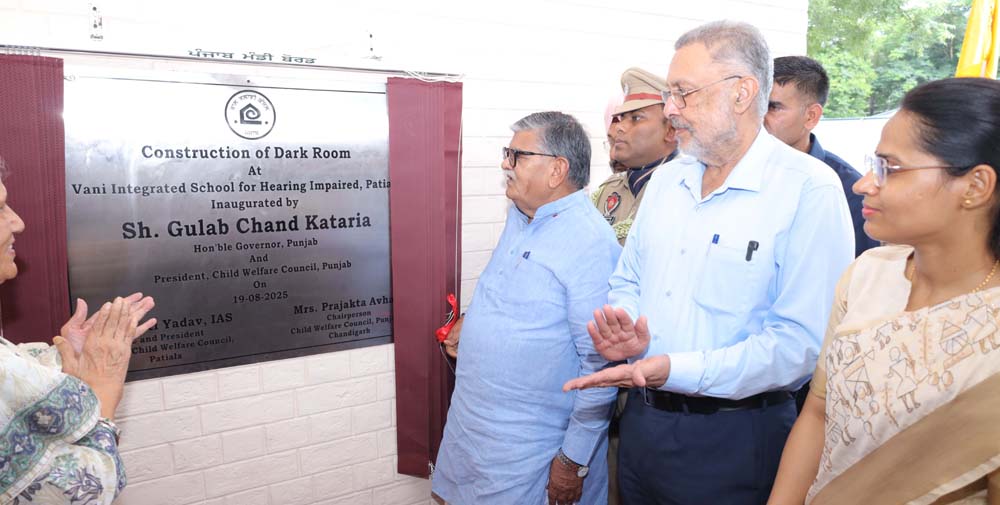 ਪੰਜਾਬ ਮੰਡੀ ਬੋਰਡ
Construction of Dark Room
At
Vani Integrated School for Hearing Impaired, Patia
Inaugurated by
Sh. Gulab Chand Kataria
Hon'ble Governor, Punjab
And
President, Child Welfare Council, Punjab
On
19-08-2025
Yadav, IAS
and President
Child Welfare Council,
Patiala
Mrs. Prajakta Avha
Chairperson
Child Welfare Council, Punj
Chandigarh